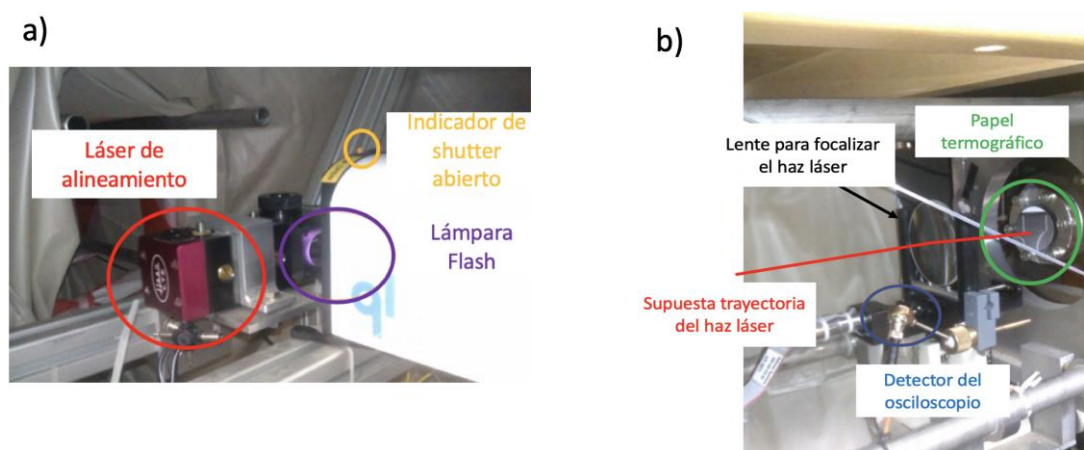 a)
Láser de
alineamiento
Indicador de
shutter
abierto
Lámpara
Flash
b)
Papel
termográfico
Lente para focalizar
el haz láser
Supuesta trayectoria
del haz láser
Detector del
osciloscopio